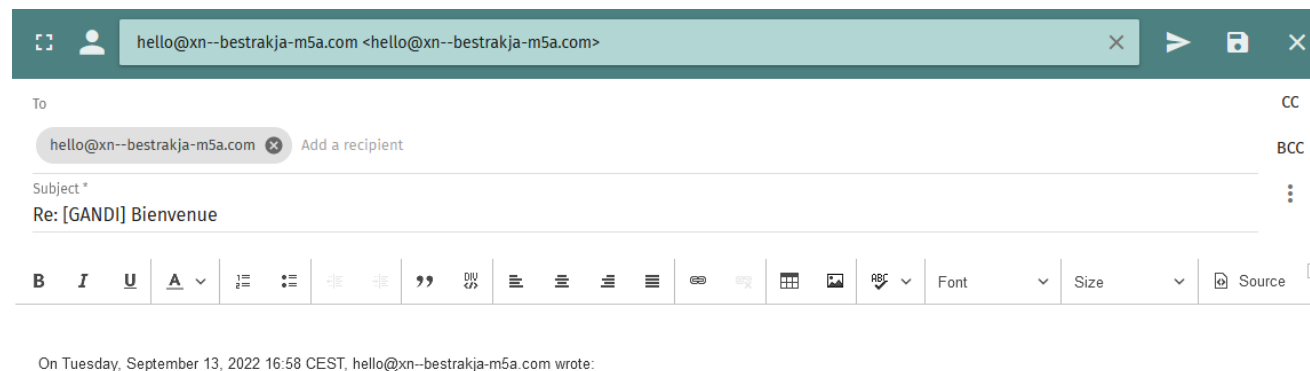 hello@xn--bestrakja-m5a.com <hello@xn--bestrakja-m5a.com>
To
CC
hello@xn--bestrakja-m5a.com Add a recipient
BCC
Subject *
Re: [GANDI] Bienvenue
B I U A ABC Font Size Source
On Tuesday, September 13, 2022 16:58 CEST, hello@xn--bestrakja-m5a.com wrote: